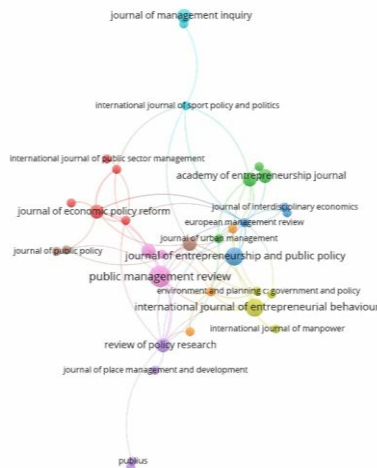 journal of management inquiry
international journal of sport policy and politics
international journal of public sector management
academy of entrepreneurship journal
journal of interdisciplinary economics
journal of economic policy reform
european management review
journal of urban management
journal of public policy
journal of entrepreneurship and public policy
public management review
environment and planning c: government and policy
international journal of entrepreneurial behaviour
international journal of manpower
review of policy research
journal of place management and development
publius